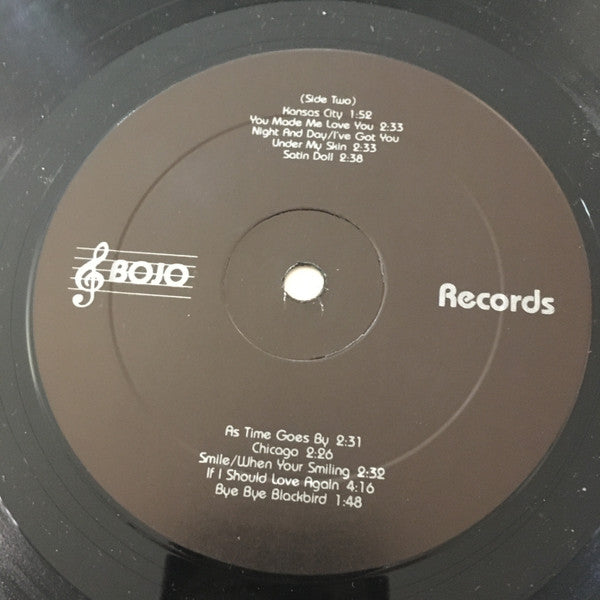 (Side Two)
Kansas City 1:52
You Made Me Love You 2:33
Night And Day/I've Got You
Under My Skin 2:33
Satin Doll 2:38
BOJO
Records
As Time Goes By 2:31
Chicago 2:26
Smile/When Your Smiling 2:32
If I Should Love Again 4:16
Bye Bye Blackbird 1:48